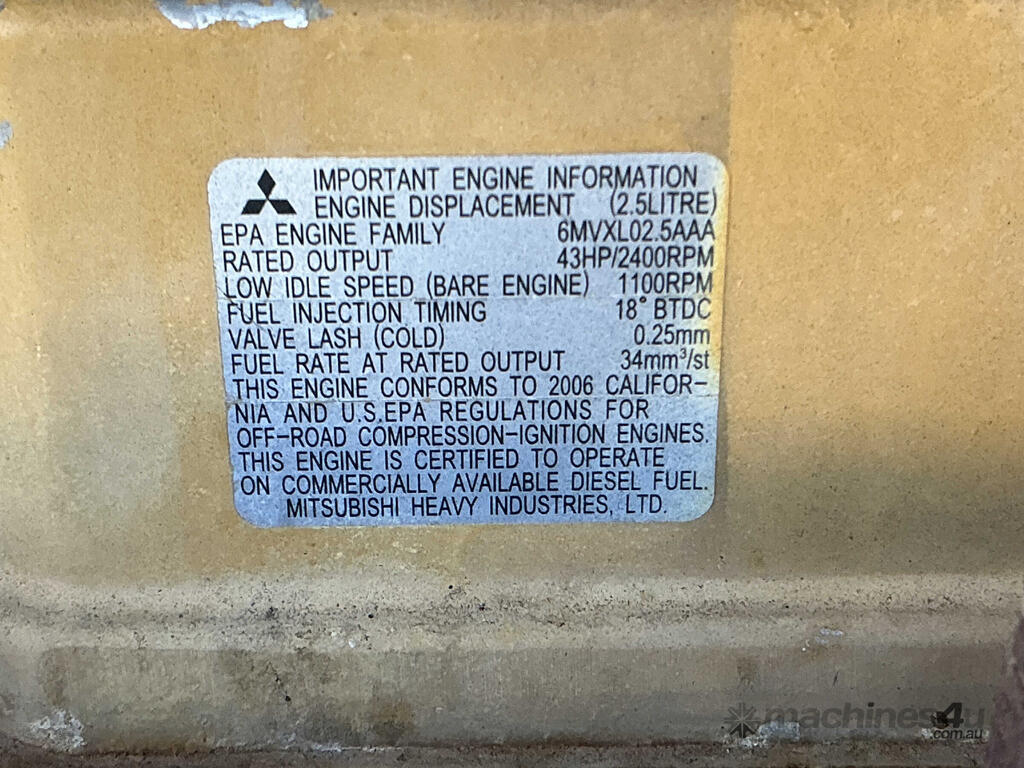 IMPORTANT ENGINE INFORMATION
ENGINE DISPLACEMENT (2.5LITRE)
EPA ENGINE FAMILY 6MVXL02.5AAA
RATED OUTPUT 43HP/2400RPM
LOW IDLE SPEED (BARE ENGINE) 1100RPM
FUEL INJECTION TIMING 18° BTDC
VALVE LASH (COLD) 0.25mm
FUEL RATE AT RATED OUTPUT 34mm³/st
THIS ENGINE CONFORMS TO 2006 CALIFOR-
NIA AND U.S.EPA REGULATIONS FOR
OFF-ROAD COMPRESSION-IGNITION ENGINES.
THIS ENGINE IS CERTIFIED TO OPERATE
ON COMMERCIALLY AVAILABLE DIESEL FUEL.
MITSUBISHI HEAVY INDUSTRIES, LTD.
machines4u
.com.au